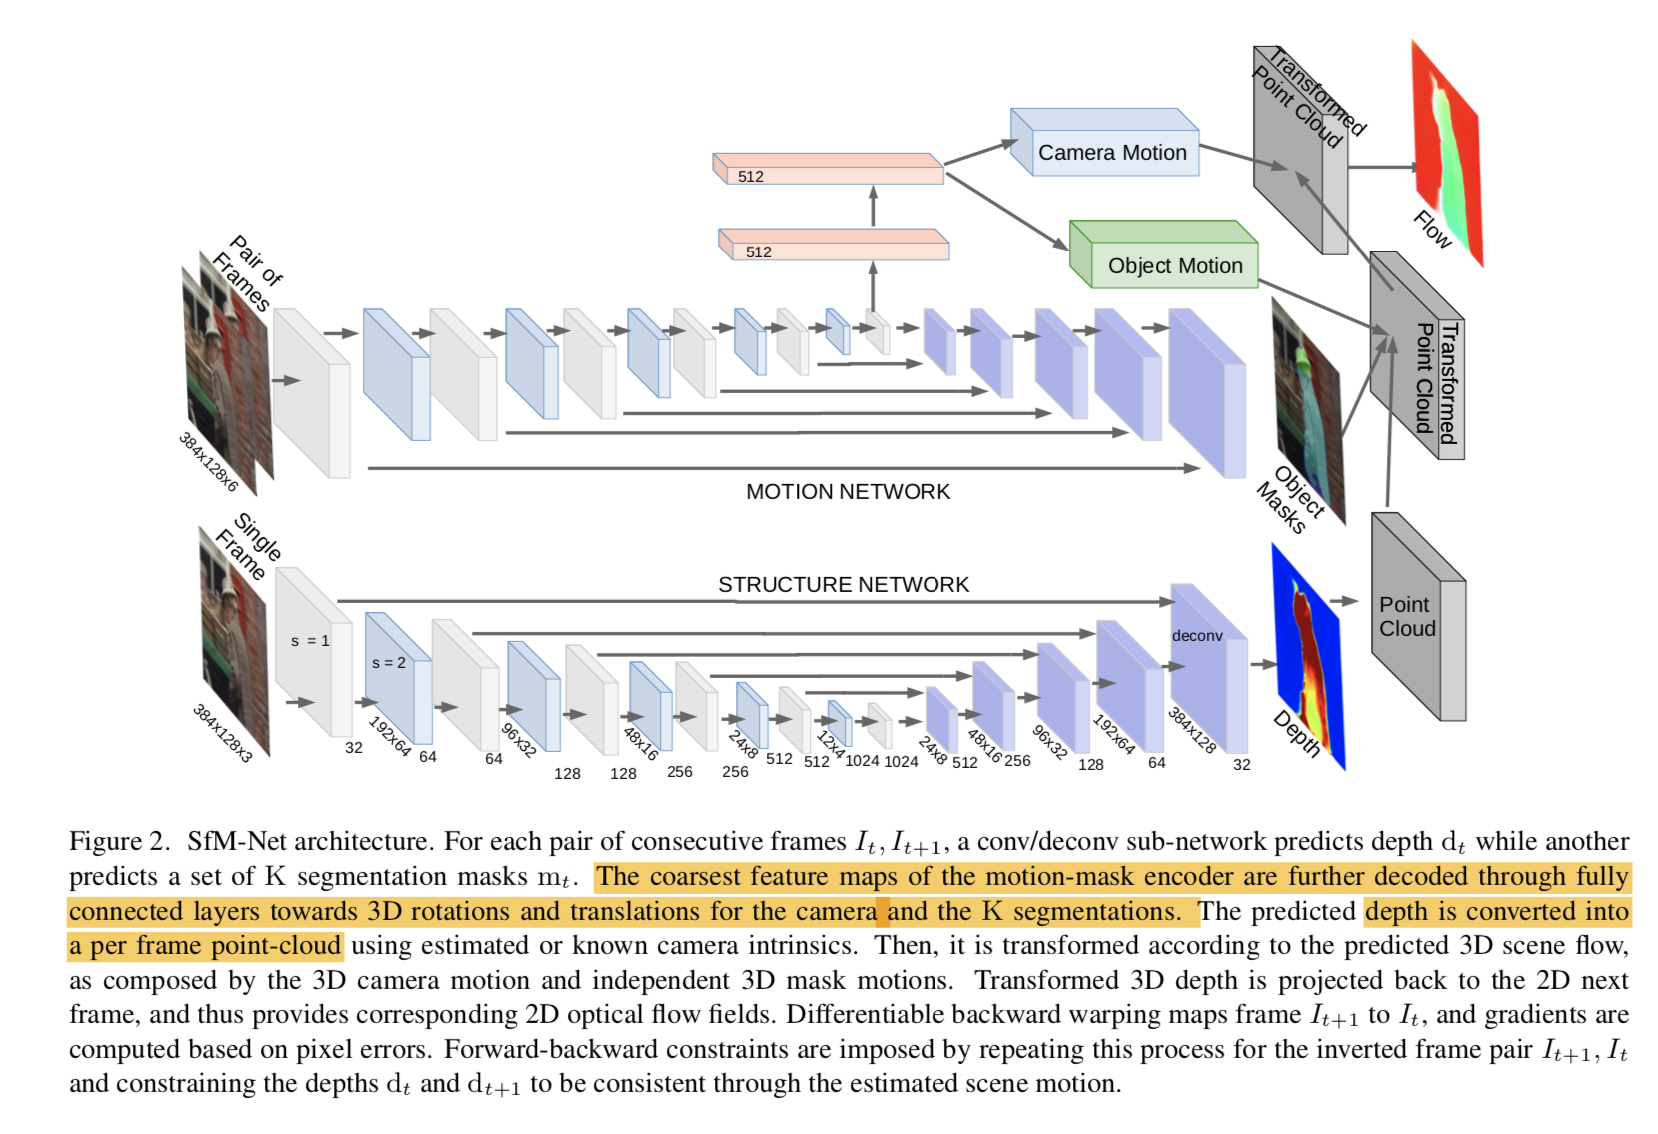 Transformed
Point Cloud
Camera Motion
512
512
Object Motion
Flow
Pair of
Frames
384x128x6
Transformed
Point Cloud
Object
Masks
MOTION NETWORK
Single
Frame
STRUCTURE NETWORK
Point
Cloud
s = 1
s = 2
deconv
384x128x3
Depth
32
192x64
64
64
96x32
128
128
48x16
256
256
24x8
512
512
12x4
1024
1024
24x8
512
48x16
256
96x32
128
192x64
64
384x128
32
Figure 2. SfM-Net architecture. For each pair of consecutive frames I_t, I_{t+1}, a conv/deconv sub-network predicts depth d_t while another
predicts a set of K segmentation masks m_t. The coarsest feature maps of the motion-mask encoder are further decoded through fully
connected layers towards 3D rotations and translations for the camera and the K segmentations. The predicted depth is converted into
a per frame point-cloud using estimated or known camera intrinsics. Then, it is transformed according to the predicted 3D scene flow,
as composed by the 3D camera motion and independent 3D mask motions. Transformed 3D depth is projected back to the 2D next
frame, and thus provides corresponding 2D optical flow fields. Differentiable backward warping maps frame I_{t+1} to I_t, and gradients are
computed based on pixel errors. Forward-backward constraints are imposed by repeating this process for the inverted frame pair I_{t+1}, I_t
and constraining the depths d_t and d_{t+1} to be consistent through the estimated scene motion.